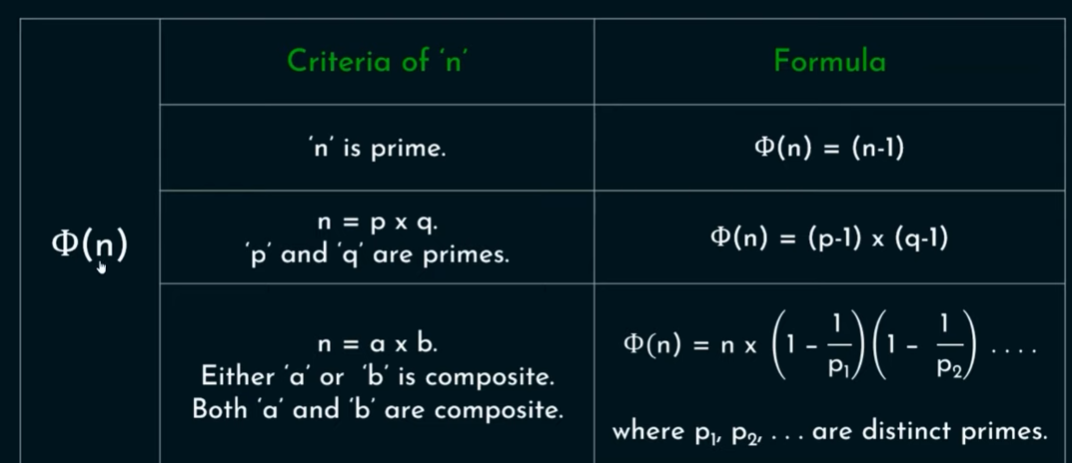 Criteria of 'n'
Formula
'n' is prime.
Φ(n) = (n-1)
Φ(n)
n = p x q.
'p' and 'q' are primes.
Φ(n) = (p-1) x (q-1)
n = a x b.
Either 'a' or 'b' is composite.
Both 'a' and 'b' are composite.
Φ(n) = n x (1 - 1/p₁)(1 - 1/p₂) ....
where p₁, p₂, ... are distinct primes.